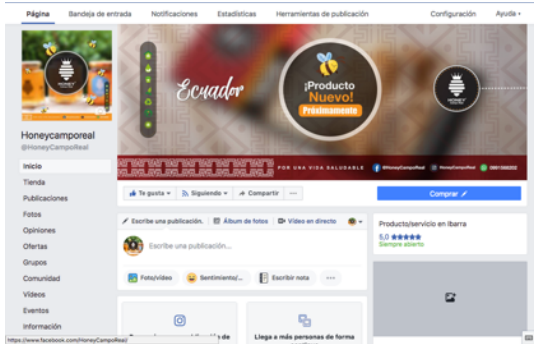 Página Bandeja de entrada Notificaciones Estadísticas Herramientas de publicación Configuración Ayuda
Ecuador
¡Producto
Nuevo!
Próximamente
POR UNA VIDA SALUDABLE @HoneyCampoReal HoneyCampoReal
Honeycamporeal
@HoneyCampoReal
Inicio
Tienda
Publicaciones
Fotos
Opiniones
Ofertas
Grupos
Comunidad
Vídeos
Eventos
Información
Te gusta Siguiendo Compartir ...
Comprar
Escribe una publicación. Álbum de fotos Vídeo en directo
Escribe una publicación...
Foto/vídeo Sentimiento/... Escribir nota ...
Producto/servicio en Ibarra
5,0 ★★★★★
Siempre abierto
Llega a más personas de forma
https://www.facebook.com/HoneyCampoReal/